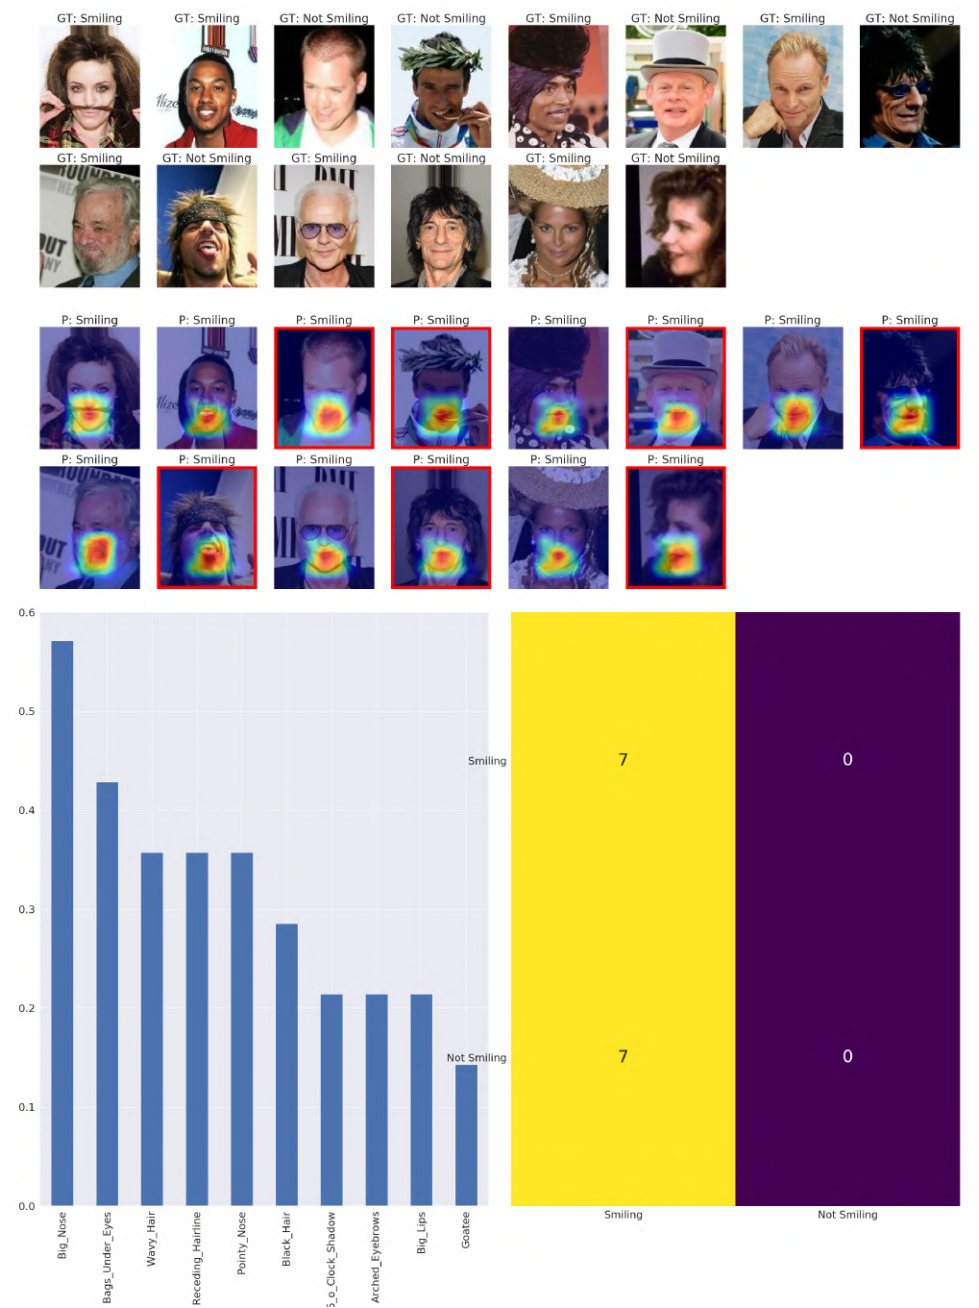 GT: Smiling GT: Not Smiling GT: Not Smiling GT: Not Smiling GT: Smiling GT: Not Smiling GT: Smiling GT: Not Smiling
GT: Smiling GT: Not Smiling GT: Smiling GT: Not Smiling GT: Smiling GT: Not Smiling
P: Smiling P: Smiling P: Smiling P: Smiling P: Smiling P: Smiling P: Smiling P: Smiling
P: Smiling P: Smiling P: Smiling P: Smiling P: Smiling P: Smiling
0.6
0.5
0.4
0.3
0.2
0.1
0.0
Big_Nose
Bags_Under_Eyes
Wavy_Hair
Receding_Hairline
Pointy_Nose
Black_Hair
5_o_Clock_Shadow
Arched_Eyebrows
Big_Lips
Goatee
Smiling 7 0
Not Smiling 7 0
Smiling Not Smiling